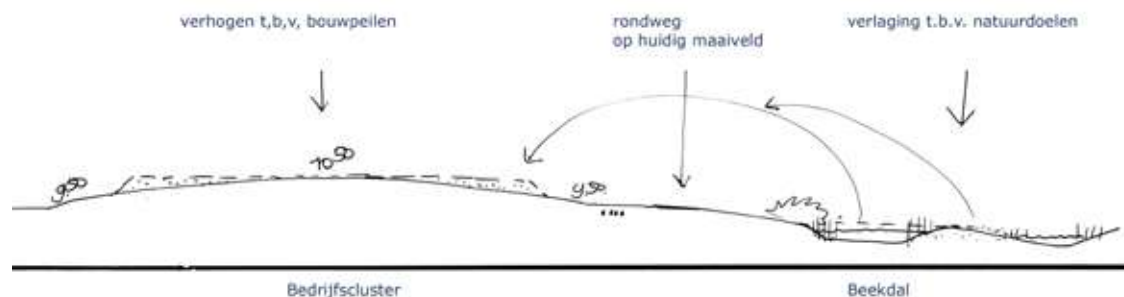 verhogen t,b,v, bouwpeilen
rondweg
op huidig maaiveld
verlaging t.b.v. natuurdoelen
9.50
10.50
9,50
Bedrijfscluster
Beekdal